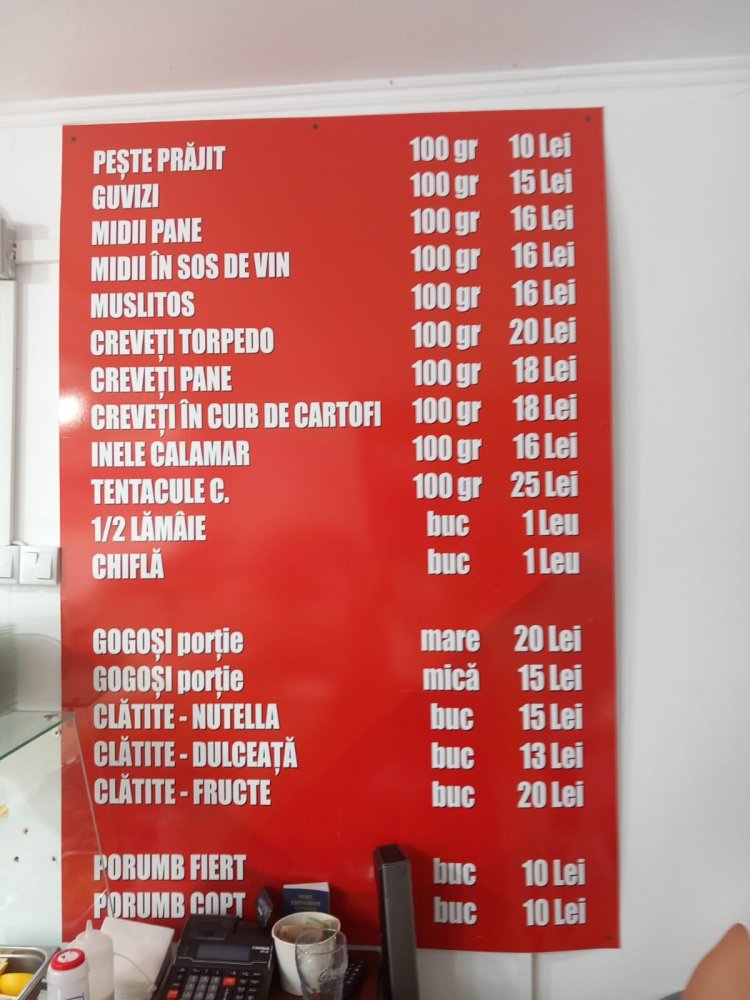 PEȘTE PRĂJIT 100 gr 10 Lei
GUVIZI 100 gr 15 Lei
MIDII PANE 100 gr 16 Lei
MIDII ÎN SOS DE VIN 100 gr 16 Lei
MUSLITOS 100 gr 16 Lei
CREVEȚI TORPEDO 100 gr 20 Lei
CREVEȚI PANE 100 gr 18 Lei
CREVEȚI ÎN CUIB DE CARTOFI 100 gr 18 Lei
INELE CALAMAR 100 gr 16 Lei
TENTACULE C. 100 gr 25 Lei
1/2 LĂMÂIE buc 1 Leu
CHIFLĂ buc 1 Leu
GOGOȘI porție mare 20 Lei
GOGOȘI porție mică 15 Lei
CLĂTITE - NUTELLA buc 15 Lei
CLĂTITE - DULCEAȚĂ buc 13 Lei
CLĂTITE - FRUCTE buc 20 Lei
PORUMB FIERT buc 10 Lei
PORUMB COPT buc 10 Lei